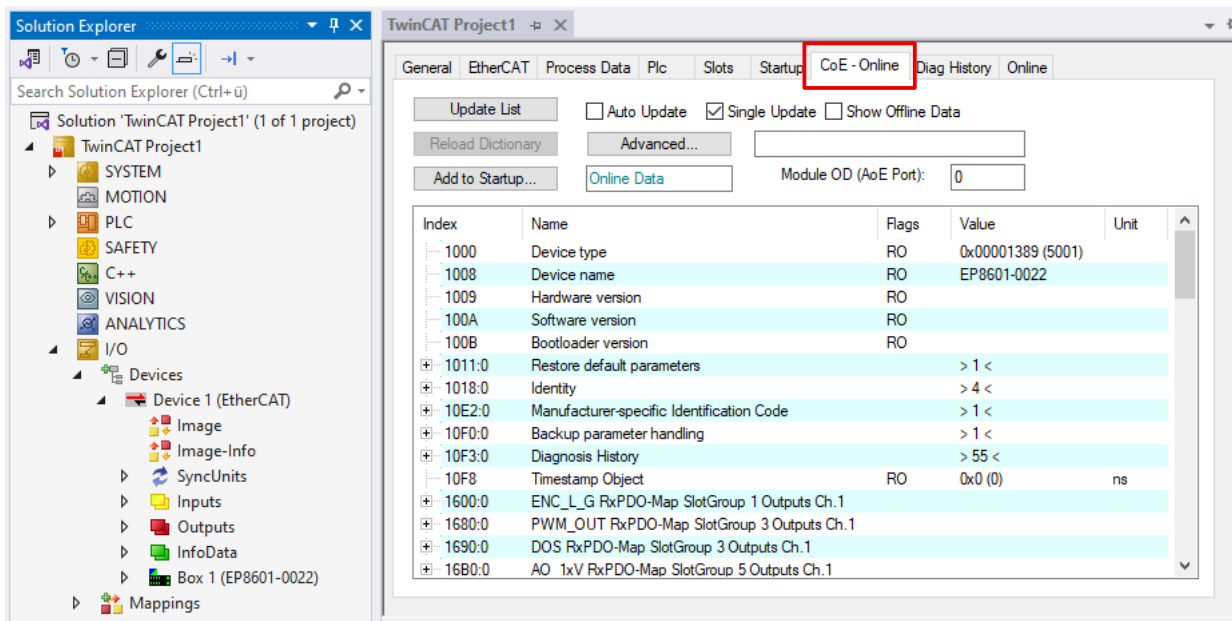 Solution Explorer
Search Solution Explorer (Ctrl+ü)
Solution 'TwinCAT Project1' (1 of 1 project)
TwinCAT Project1
SYSTEM
MOTION
PLC
SAFETY
C++
VISION
ANALYTICS
I/O
Devices
Device 1 (EtherCAT)
Image
Image-Info
SyncUnits
Inputs
Outputs
InfoData
Box 1 (EP8601-0022)
Mappings
TwinCAT Project1
General EtherCAT Process Data Plc Slots Startup CoE - Online Diag History Online
Update List Auto Update Single Update Show Offline Data
Reload Dictionary Advanced...
Add to Startup... Online Data Module OD (AoE Port): 0
Index Name Flags Value Unit
1000 Device type RO 0x00001389 (5001)
1008 Device name RO EP8601-0022
1009 Hardware version RO
100A Software version RO
100B Bootloader version RO
1011:0 Restore default parameters > 1 <
1018:0 Identity > 4 <
10E2:0 Manufacturer-specific Identification Code > 1 <
10F0:0 Backup parameter handling > 1 <
10F3:0 Diagnosis History > 55 <
10F8 Timestamp Object RO 0x0 (0) ns
1600:0 ENC_L_G RxPDO-Map SlotGroup 1 Outputs Ch.1
1680:0 PWM_OUT RxPDO-Map SlotGroup 3 Outputs Ch.1
1690:0 DOS RxPDO-Map SlotGroup 3 Outputs Ch.1
16B0:0 AO_1xV RxPDO-Map SlotGroup 5 Outputs Ch.1